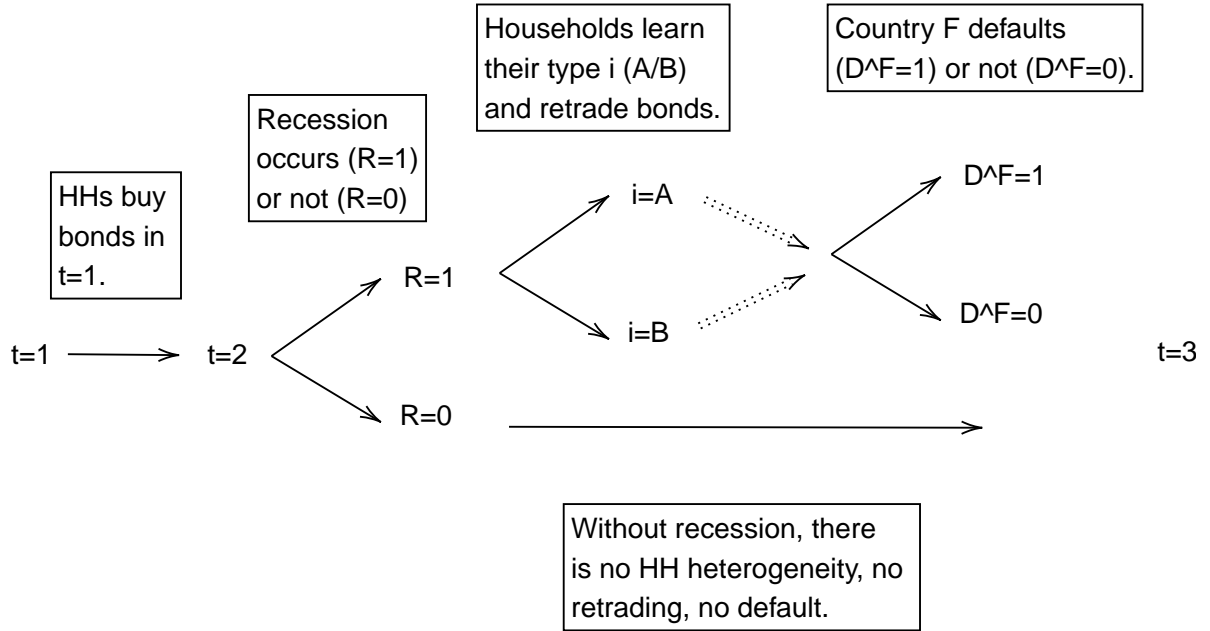 Households learn
their type i (A/B)
and retrade bonds.
Country F defaults
(D^F=1) or not (D^F=0).
Recession
occurs (R=1)
or not (R=0)
HHs buy
bonds in
t=1.
i=A
D^F=1
R=1
i=B
D^F=0
t=1
t=2
t=3
R=0
Without recession, there
is no HH heterogeneity, no
retrading, no default.